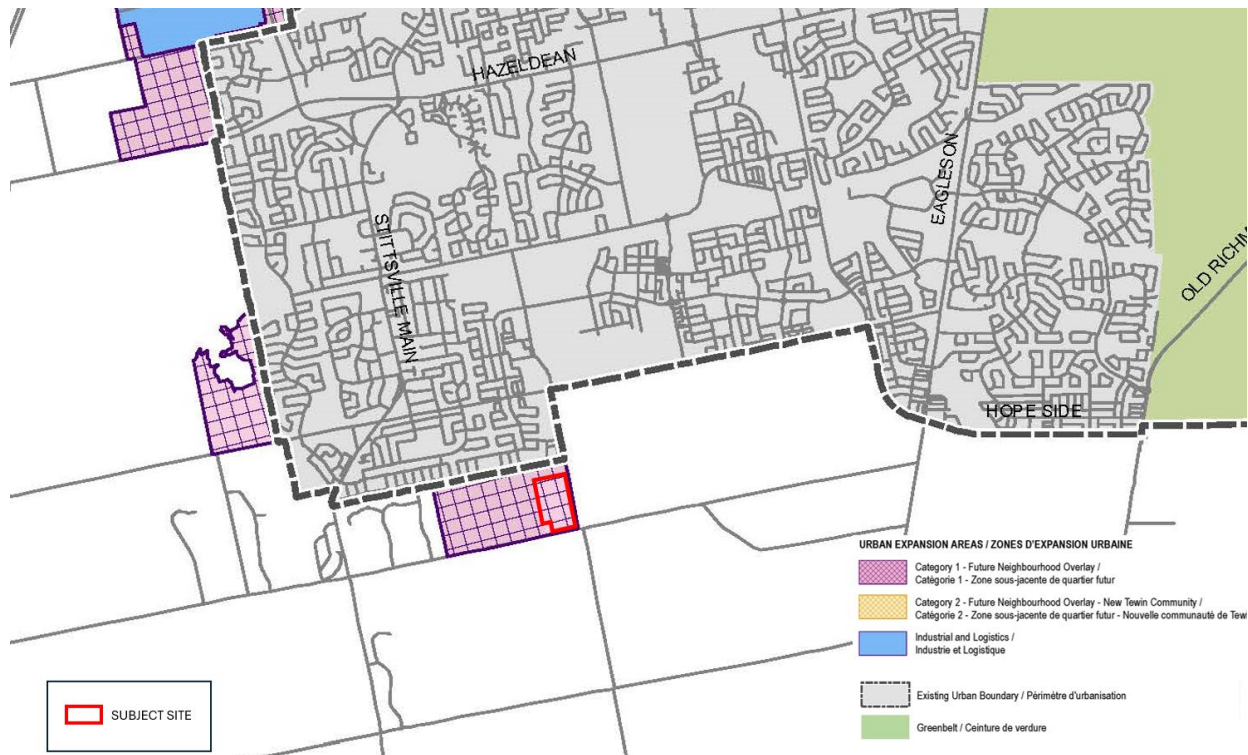 HAZELDEAN
STITTSVILLE MAIN
EAGLESON
OLD RICHM
HOPE SIDE
URBAN EXPANSION AREAS / ZONES D'EXPANSION URBAINE
Category 1 - Future Neighbourhood Overlay /
Catégorie 1 - Zone sous-jacente de quartier futur
Category 2 - Future Neighbourhood Overlay - New Tewin Community /
Catégorie 2 - Zone sous-jacente de quartier futur - Nouvelle communauté de Tewi
Industrial and Logistics /
Industrie et Logistique
Existing Urban Boundary / Périmètre d'urbanisation
Greenbelt / Ceinture de verdure
SUBJECT SITE